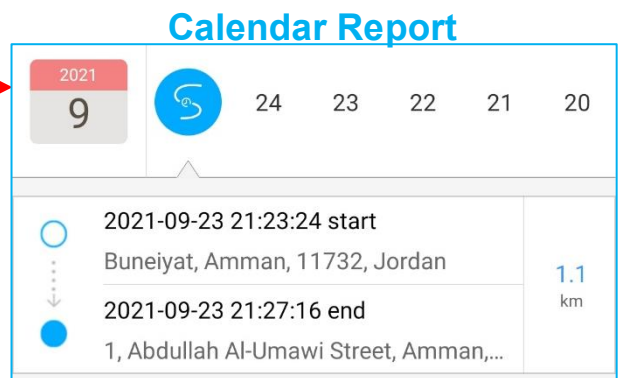 Calendar Report
2021
9
24 23 22 21 20
2021-09-23 21:23:24 start
Buneiyat, Amman, 11732, Jordan
1.1
km
2021-09-23 21:27:16 end
1, Abdullah Al-Umawi Street, Amman,...